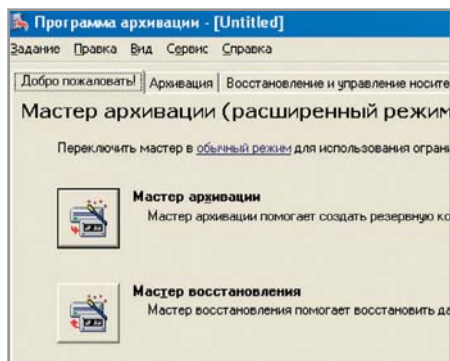 Программа архивации - [Untitled]
Задание Правка Вид Сервис Справка
Добро пожаловать! Архивация Восстановление и управление носите
Мастер архивации (расширенный режим
Переключить мастер в обычный режим для использования ограни
Мастер архивации
Мастер архивации помогает создать резервную ко
Мастер восстановления
Мастер восстановления помогает восстановить да